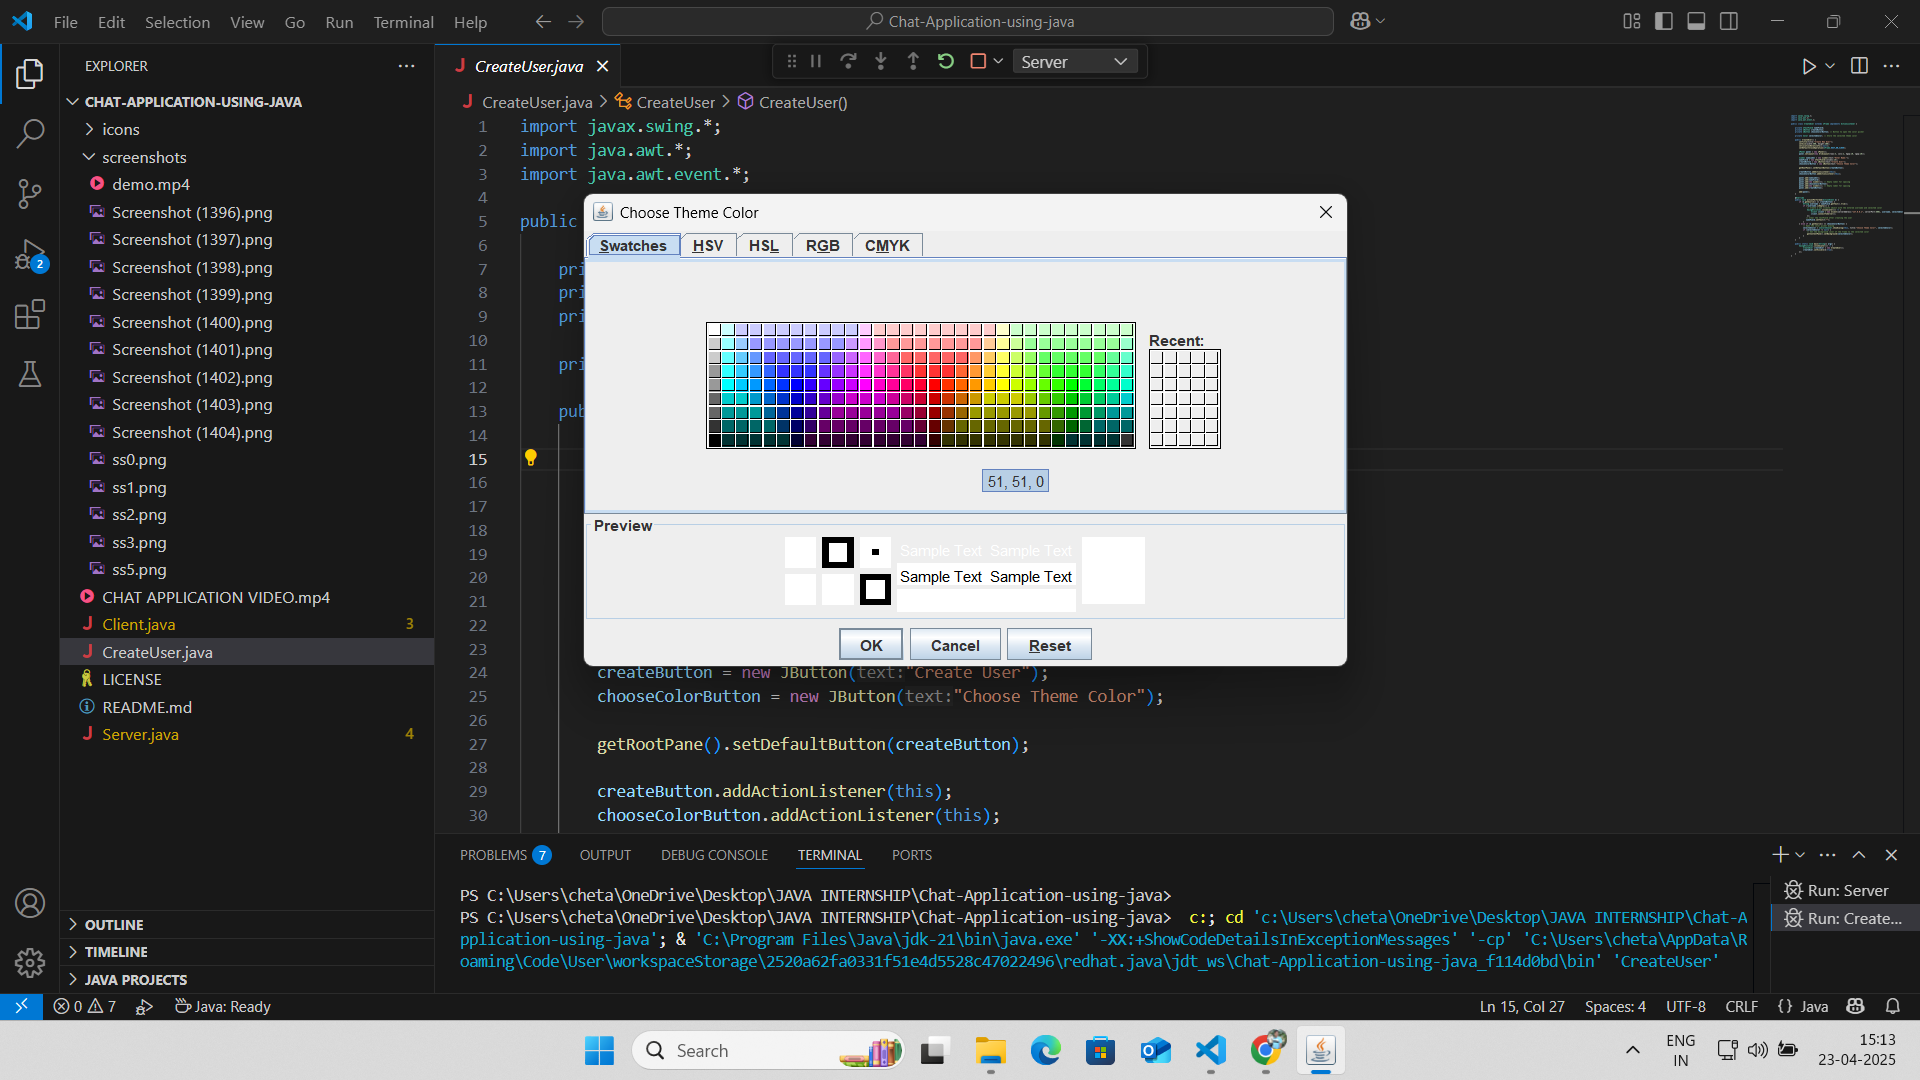 File Edit Selection View Go Run Terminal Help
Chat-Application-using-java
EXPLORER
CHAT-APPLICATION-USING-JAVA
icons
screenshots
demo.mp4
Screenshot (1396).png
Screenshot (1397).png
Screenshot (1398).png
Screenshot (1399).png
Screenshot (1400).png
Screenshot (1401).png
Screenshot (1402).png
Screenshot (1403).png
Screenshot (1404).png
ss0.png
ss1.png
ss2.png
ss3.png
ss5.png
CHAT APPLICATION VIDEO.mp4
J Client.java 3
J CreateUser.java
LICENSE
README.md
J Server.java 4
OUTLINE
TIMELINE
JAVA PROJECTS
2
J CreateUser.java
Server
J CreateUser.java > CreateUser > CreateUser()
1 import javax.swing.*;
2 import java.awt.*;
3 import java.awt.event.*;
4
5 public
6
7 pri
8 pri
9 pri
10
11 pri
12
13 pub
14
15
16
17
18
19
20
21
22
23
24 createButton = new JButton(text:"Create User");
25 chooseColorButton = new JButton(text:"Choose Theme Color");
26
27 getRootPane().setDefaultButton(createButton);
28
29 createButton.addActionListener(this);
30 chooseColorButton.addActionListener(this);
Choose Theme Color
Swatches HSV HSL RGB CMYK
Recent:
51, 51, 0
Preview
Sample Text Sample Text
Sample Text Sample Text
OK Cancel Reset
PROBLEMS 7 OUTPUT DEBUG CONSOLE TERMINAL PORTS
PS C:\Users\cheta\OneDrive\Desktop\JAVA INTERNSHIP\Chat-Application-using-java>
PS C:\Users\cheta\OneDrive\Desktop\JAVA INTERNSHIP\Chat-Application-using-java> c:; cd 'c:\Users\cheta\OneDrive\Desktop\JAVA INTERNSHIP\Chat-A
pplication-using-java'; & 'C:\Program Files\Java\jdk-21\bin\java.exe' '-XX:+ShowCodeDetailsInExceptionMessages' '-cp' 'C:\Users\cheta\AppData\R
oaming\Code\User\workspaceStorage\2520a62fa0331f51e4d5528c47022496\redhat.java\jdt_ws\Chat-Application-using-java_f114d0bd\bin' 'CreateUser'
Run: Server
Run: Create...
0 7 Java: Ready
Ln 15, Col 27 Spaces: 4 UTF-8 CRLF {} Java
Search
ENG
IN
15:13
23-04-2025